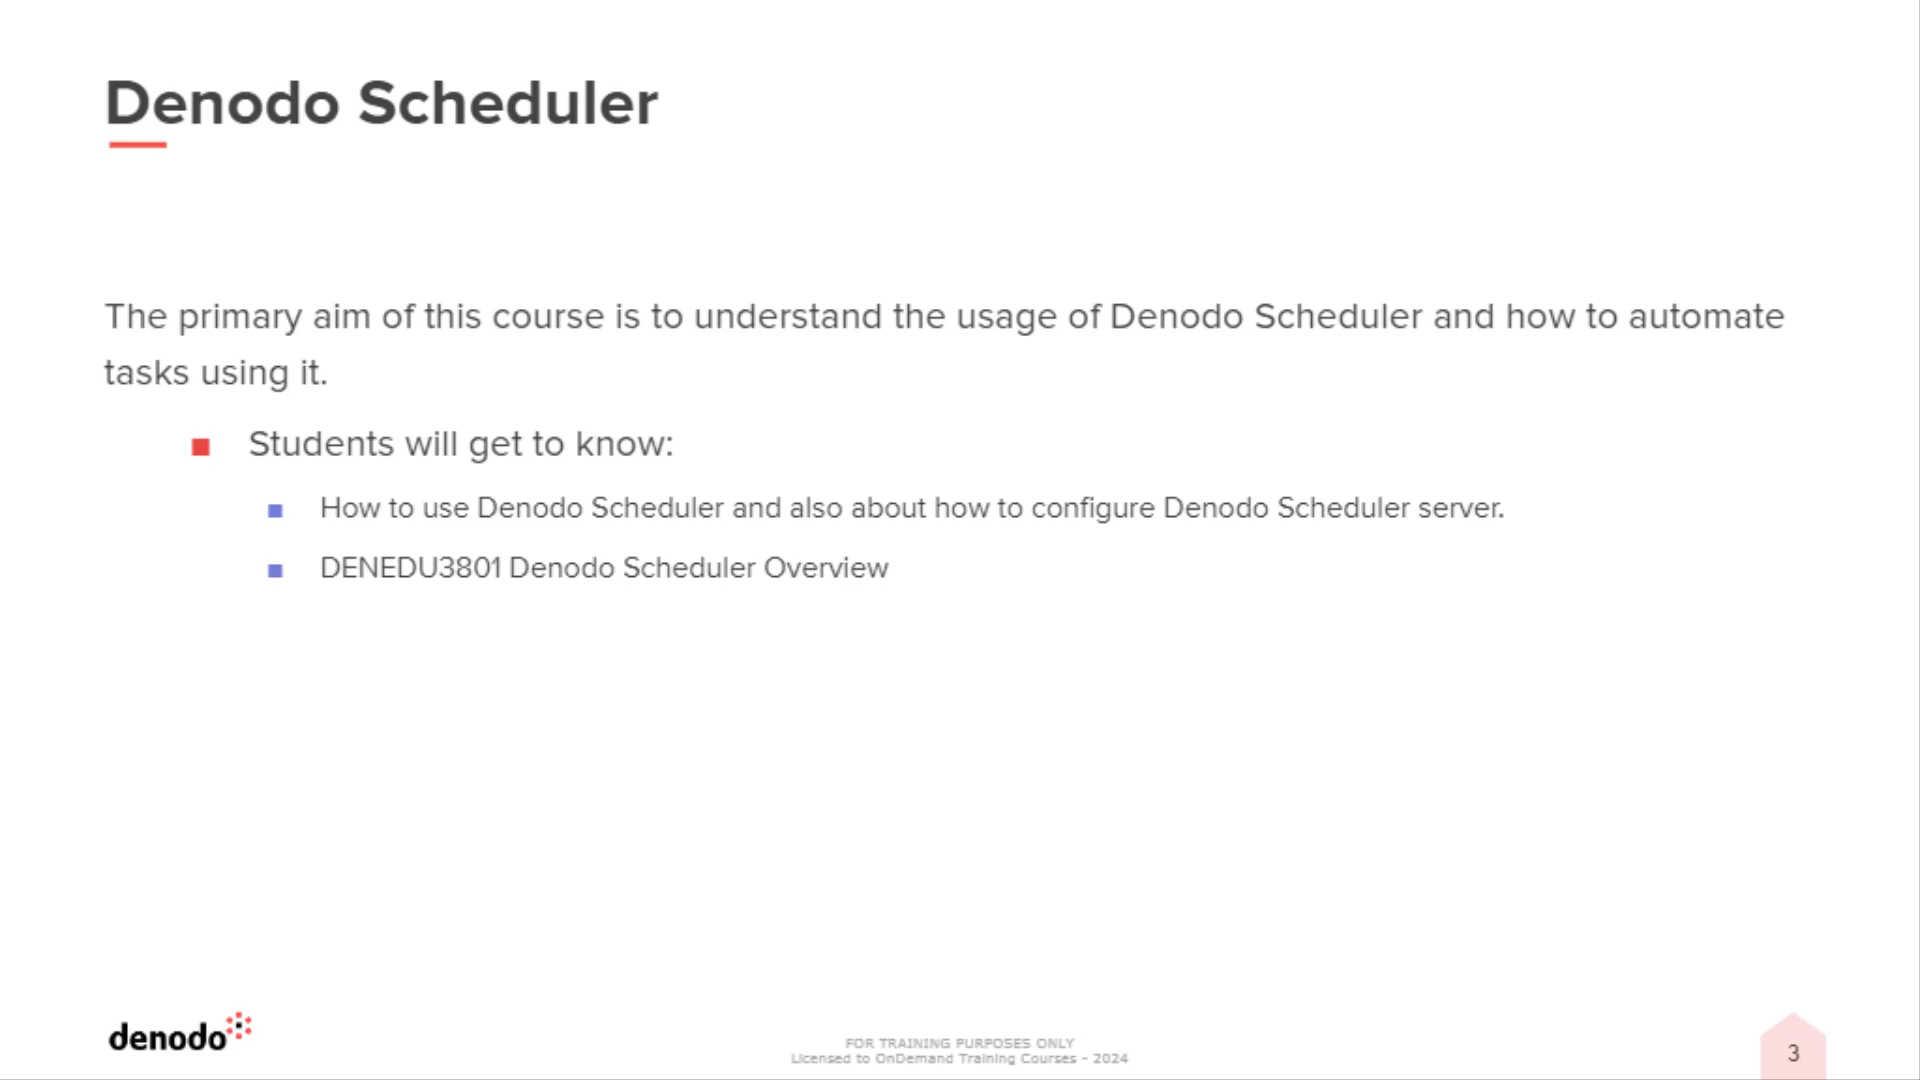 Denodo Scheduler
The primary aim of this course is to understand the usage of Denodo Scheduler and how to automate
tasks using it.
Students will get to know:
How to use Denodo Scheduler and also about how to configure Denodo Scheduler server.
DENEDU3801 Denodo Scheduler Overview
denodo
FOR TRAINING PURPOSES ONLY
Licensed to OnDemand Training Courses - 2024
3